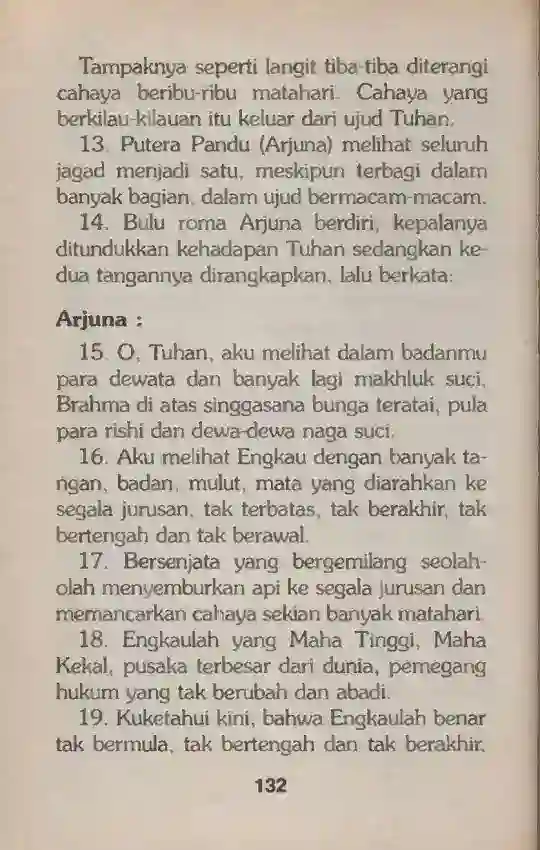 Tampaknya seperti langit tiba-tiba diterangi
cahaya beribu-ribu matahari. Cahaya yang
berkilau-kilauan itu keluar dari ujud Tuhan.
13. Putera Pandu (Arjuna) melihat seluruh
jagad menjadi satu, meskipun terbagi dalam
banyak bagian, dalam ujud bermacam-macam.
14. Bulu roma Arjuna berdiri, kepalanya
ditundukkan kehadapan Tuhan sedangkan ke-
dua tangannya dirangkapkan, lalu berkata:
Arjuna :
15. O, Tuhan, aku melihat dalam badanmu
para dewata dan banyak lagi makhluk suci,
Brahma di atas singgasana bunga teratai, pula
para rishi dan dewa-dewa naga suci.
16. Aku melihat Engkau dengan banyak ta-
ngan, badan, mulut, mata yang diarahkan ke
segala jurusan, tak terbatas, tak berakhir, tak
bertengah dan tak berawal.
17. Bersenjata yang bergemilang seolah-
olah menyemburkan api ke segala jurusan dan
memancarkan cahaya sekian banyak matahari.
18. Engkaulah yang Maha Tinggi, Maha
Kekal, pusaka terbesar dari dunia, pemegang
hukum yang tak berubah dan abadi.
19. Kuketahui kini, bahwa Engkaulah benar
tak bermula, tak bertengah dan tak berakhir,
132